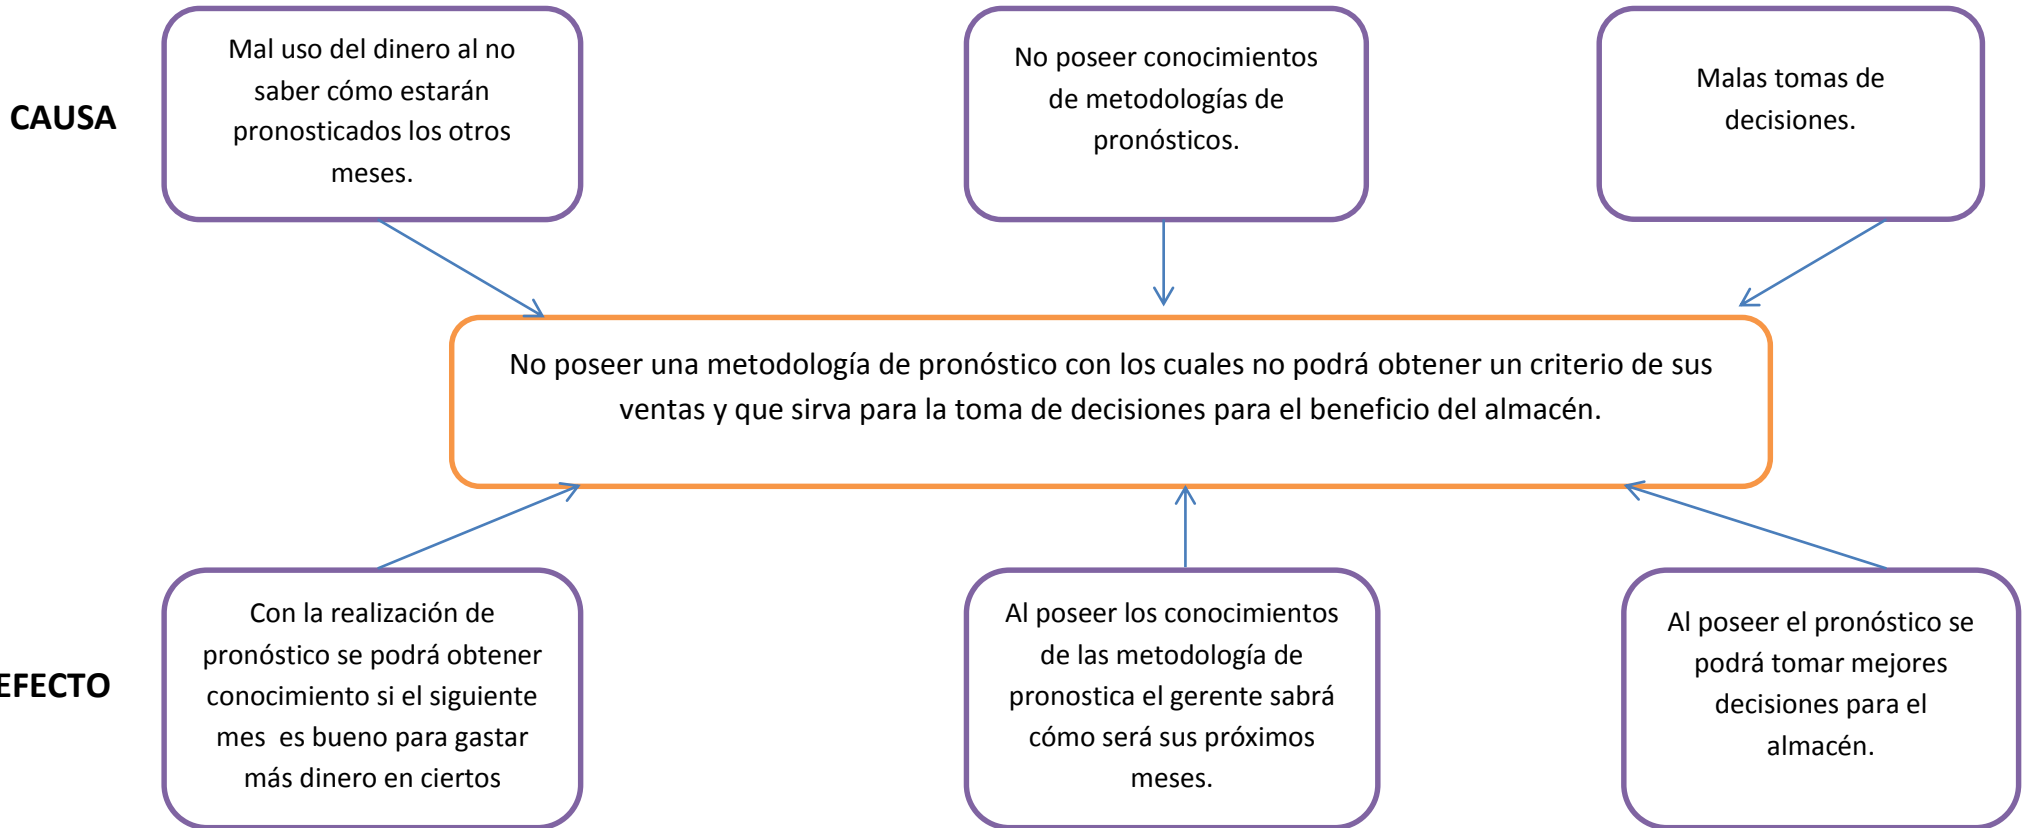 CAUSA
Mal uso del dinero al no
saber cómo estarán
pronosticados los otros
meses.
No poseer conocimientos
de metodologías de
pronósticos.
Malas tomas de
decisiones.
No poseer una metodología de pronóstico con los cuales no podrá obtener un criterio de sus
ventas y que sirva para la toma de decisiones para el beneficio del almacén.
EFECTO
Con la realización de
pronóstico se podrá obtener
conocimiento si el siguiente
mes  es bueno para gastar
más dinero en ciertos
Al poseer los conocimientos
de las metodología de
pronostica el gerente sabrá
cómo será sus próximos
meses.
Al poseer el pronóstico se
podrá tomar mejores
decisiones para el
almacén.